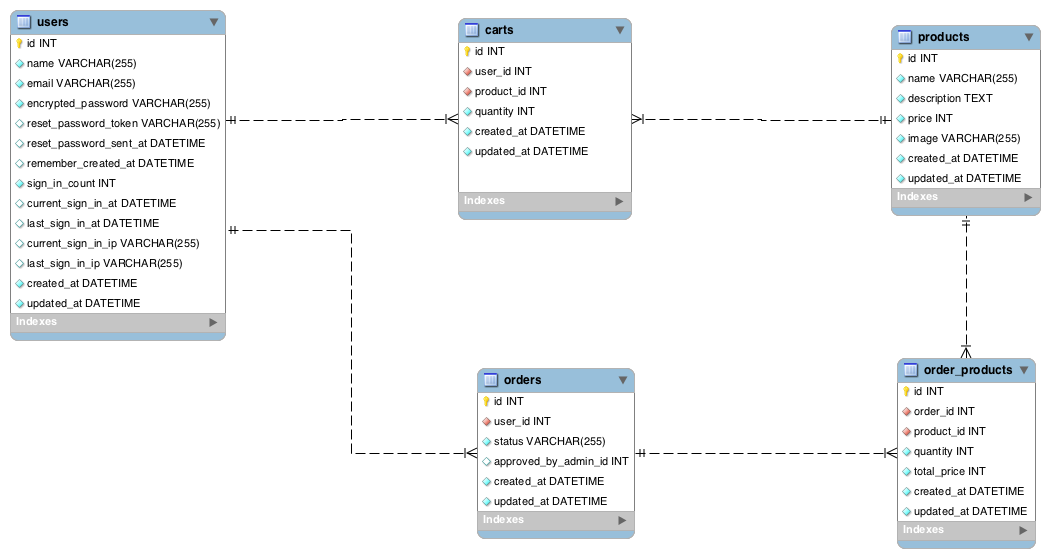 users
id INT
name VARCHAR(255)
email VARCHAR(255)
encrypted_password VARCHAR(255)
reset_password_token VARCHAR(255)
reset_password_sent_at DATETIME
remember_created_at DATETIME
sign_in_count INT
current_sign_in_at DATETIME
last_sign_in_at DATETIME
current_sign_in_ip VARCHAR(255)
last_sign_in_ip VARCHAR(255)
created_at DATETIME
updated_at DATETIME
Indexes
carts
id INT
user_id INT
product_id INT
quantity INT
created_at DATETIME
updated_at DATETIME
Indexes
products
id INT
name VARCHAR(255)
description TEXT
price INT
image VARCHAR(255)
created_at DATETIME
updated_at DATETIME
Indexes
orders
id INT
user_id INT
status VARCHAR(255)
approved_by_admin_id INT
created_at DATETIME
updated_at DATETIME
Indexes
order_products
id INT
order_id INT
product_id INT
quantity INT
total_price INT
created_at DATETIME
updated_at DATETIME
Indexes